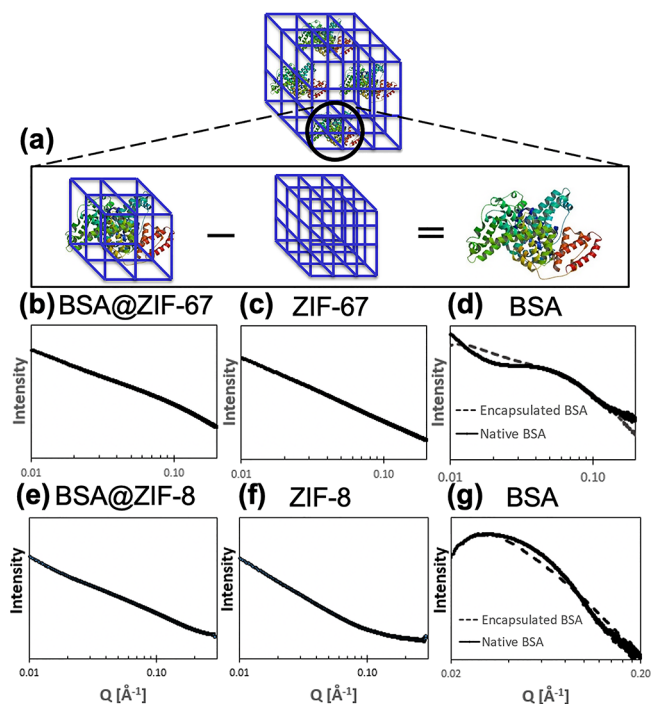 (a)
(b) BSA@ZIF-67
(c) ZIF-67
(d) BSA
Intensity
Intensity
Intensity
Encapsulated BSA
Native BSA
0.01
0.10
0.01
0.10
0.01
0.10
(e) BSA@ZIF-8
(f) ZIF-8
(g) BSA
Intensity
Intensity
Intensity
Encapsulated BSA
Native BSA
0.01
0.10
0.01
0.10
0.02
0.20
Q [Å-1]
Q [Å-1]
Q [Å-1]